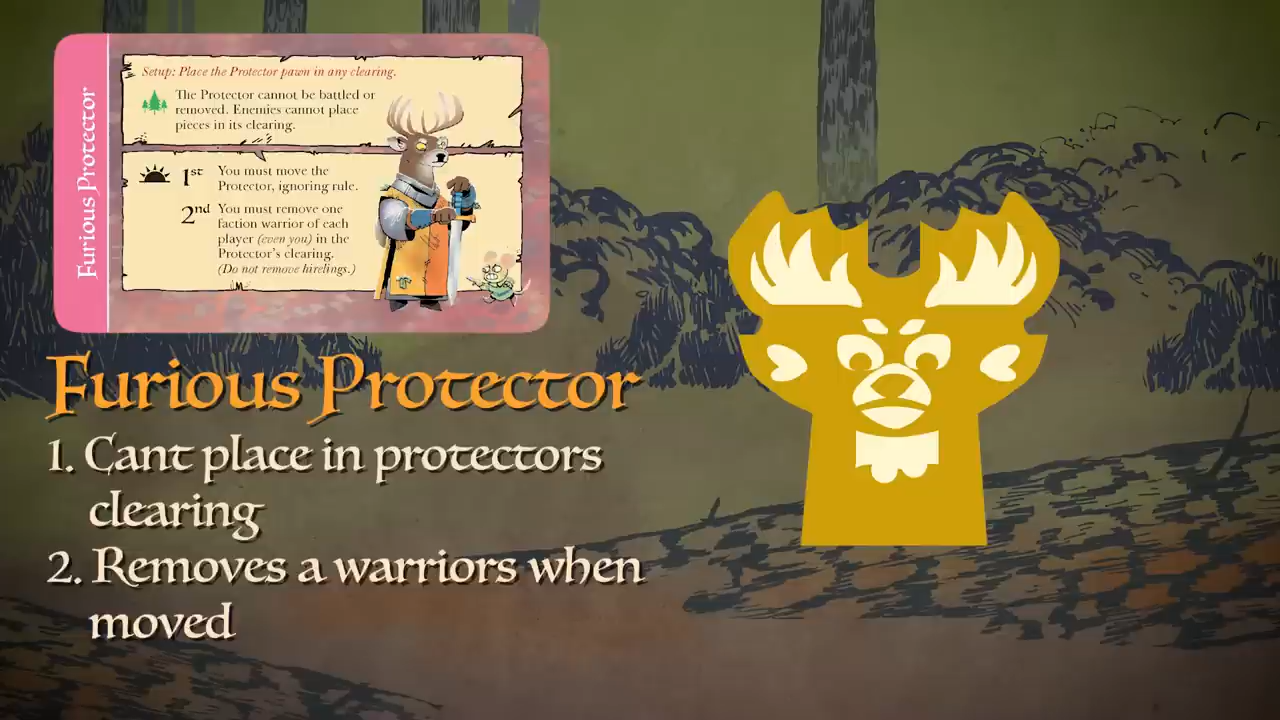 Furious Protector
Setup: Place the Protector pawn in any clearing.
The Protector cannot be battled or
removed. Enemies cannot place
pieces in its clearing.
1st You must move the
Protector, ignoring rule.
2nd You must remove one
faction warrior of each
player (even you) in the
Protector's clearing.
(Do not remove hirelings.)
Furious Protector
1. Cant place in protectors
clearing
2. Removes a warriors when
moved